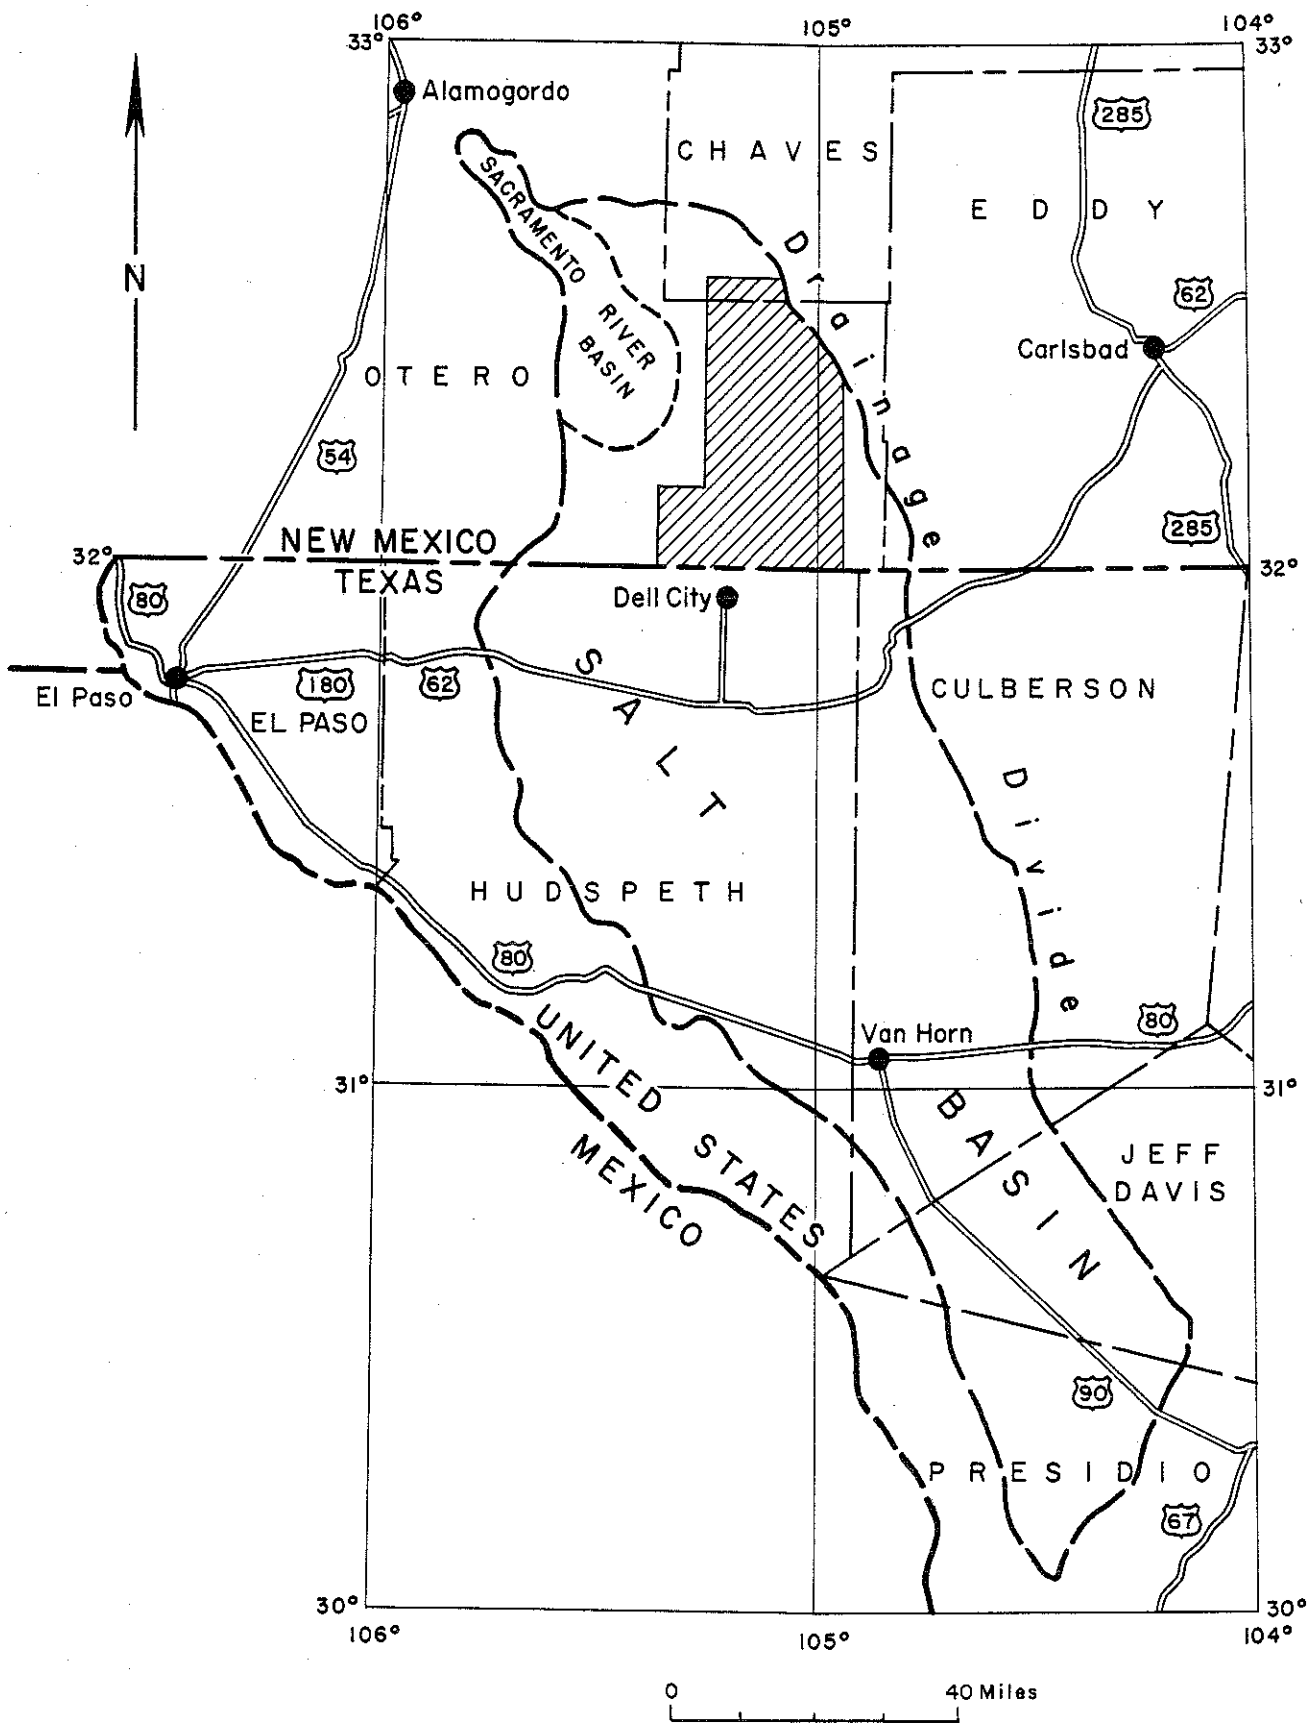 106° 105° 104°
33° 33°
Alamogordo
285
CHAVES
SACRAMENTO
RIVER
BASIN
EDDY
Drainage
N
62
Carlsbad
OTERO
54
285
NEW MEXICO
32° 32°
TEXAS
80
Dell City
El Paso
180
62
EL PASO
SALT
CULBERSON
Divide
HUDSPETH
80
UNITED STATES
Van Horn
80
31° 31°
BASIN
MEXICO
JEFF
DAVIS
90
PRESIDIO
67
30° 30°
106° 105° 104°
0 40 Miles